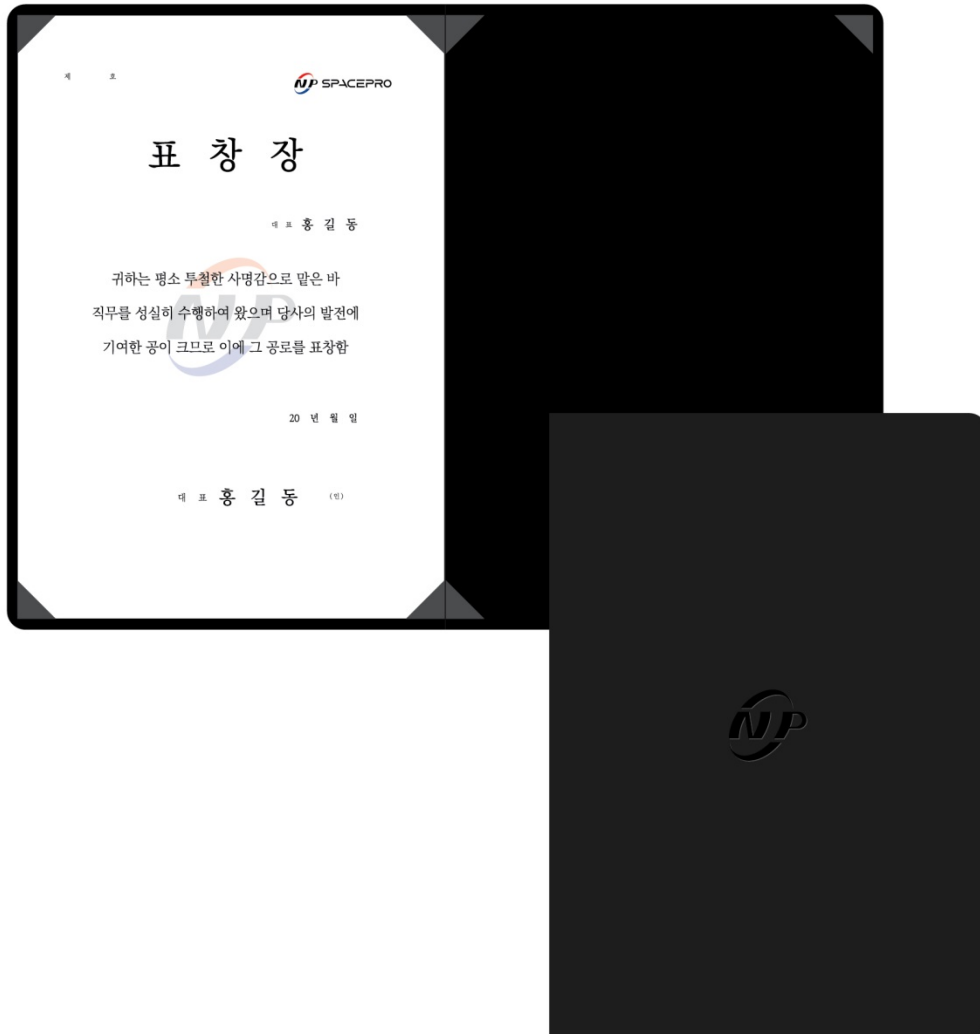 제 호
NP SPACEPRO
표 창 장
대 표 홍 길 동
귀하는 평소 투철한 사명감으로 맡은 바
직무를 성실히 수행하여 왔으며 당사의 발전에
기여한 공이 크므로 이에 그 공로를 표창함
NP
20 년 월 일
대 표 홍 길 동 (인)
NP